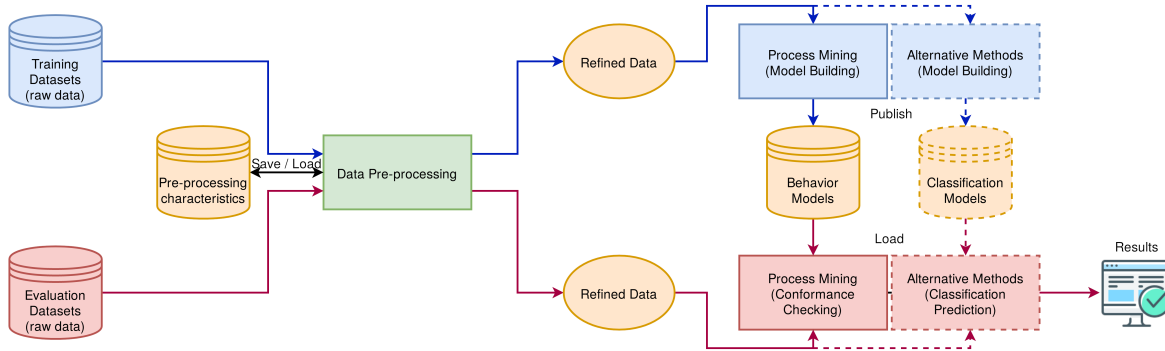 Training
Datasets
(raw data)
Refined Data
Process Mining
(Model Building)
Alternative Methods
(Model Building)
Publish
Save / Load
Pre-processing
characteristics
Data Pre-processing
Behavior
Models
Classification
Models
Load
Results
Evaluation
Datasets
(raw data)
Refined Data
Process Mining
(Conformance
Checking)
Alternative Methods
(Classification
Prediction)